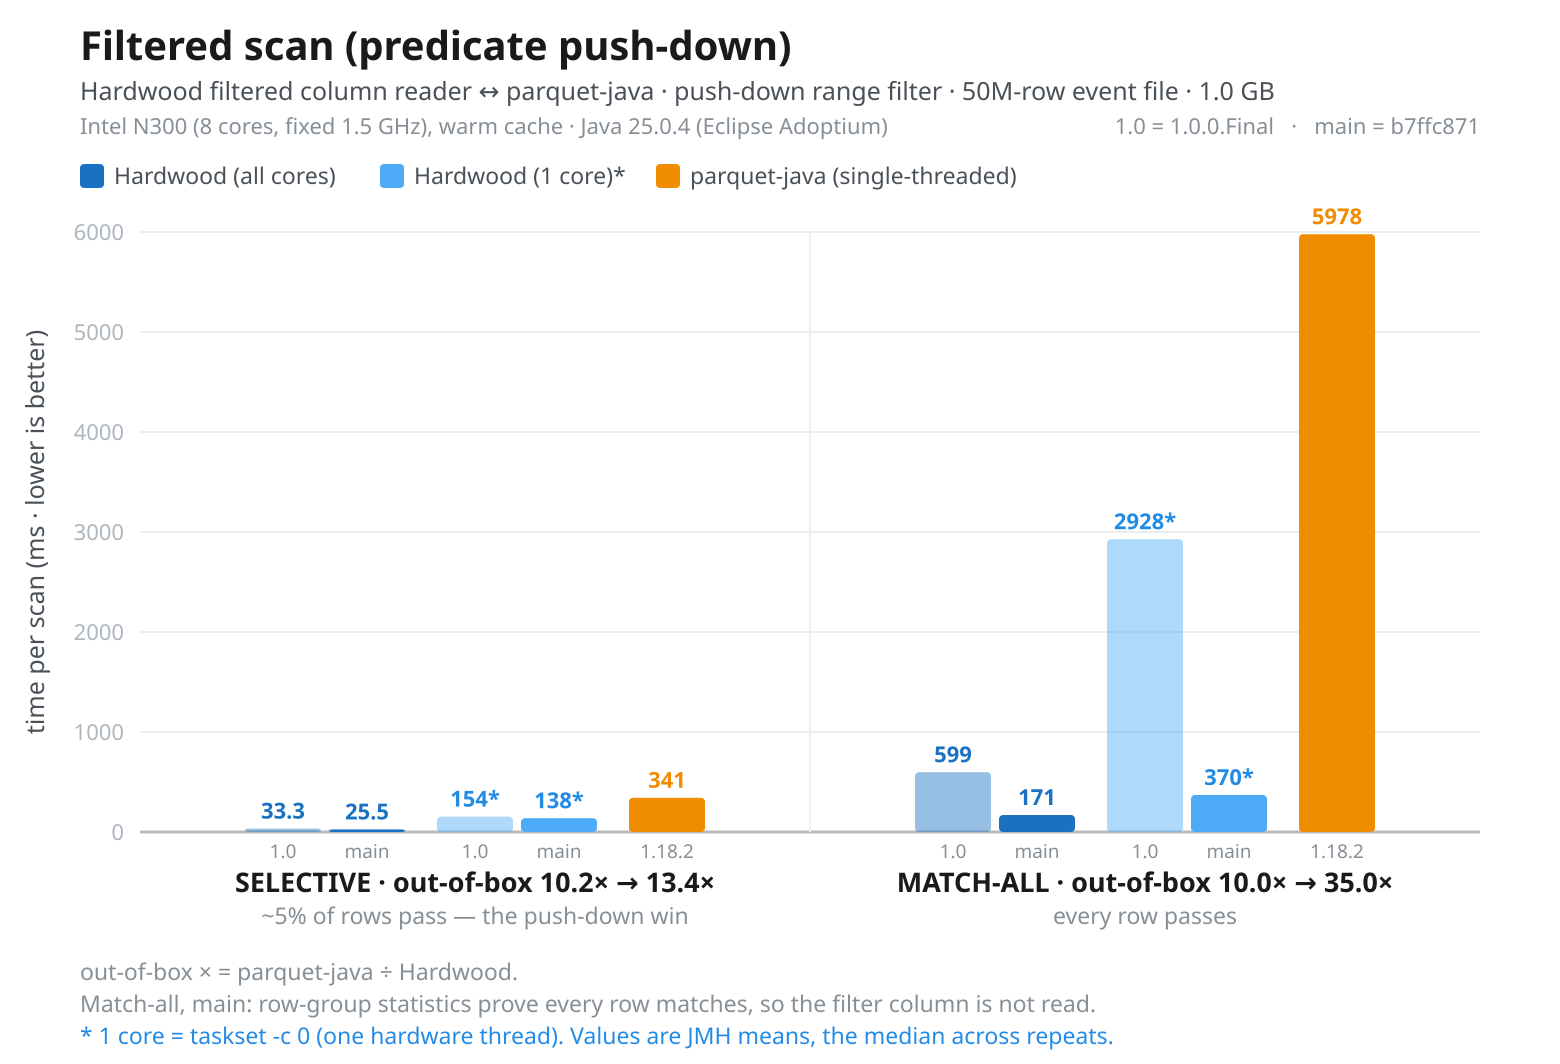 Filtered scan (predicate push-down)
Hardwood filtered column reader ↔ parquet-java · push-down range filter · 50M-row event file · 1.0 GB
Intel N300 (8 cores, fixed 1.5 GHz), warm cache · Java 25.0.4 (Eclipse Adoptium) 1.0 = 1.0.0.Final · main = b7ffc871
Hardwood (all cores) Hardwood (1 core)* parquet-java (single-threaded)
time per scan (ms · lower is better)
6000
5000
4000
3000
2000
1000
0
33.3 25.5 154* 138* 341
599 171 2928* 370* 5978
1.0 main 1.0 main 1.18.2
1.0 main 1.0 main 1.18.2
SELECTIVE · out-of-box 10.2× → 13.4×
~5% of rows pass — the push-down win
MATCH-ALL · out-of-box 10.0× → 35.0×
every row passes
out-of-box × = parquet-java ÷ Hardwood.
Match-all, main: row-group statistics prove every row matches, so the filter column is not read.
* 1 core = taskset -c 0 (one hardware thread). Values are JMH means, the median across repeats.